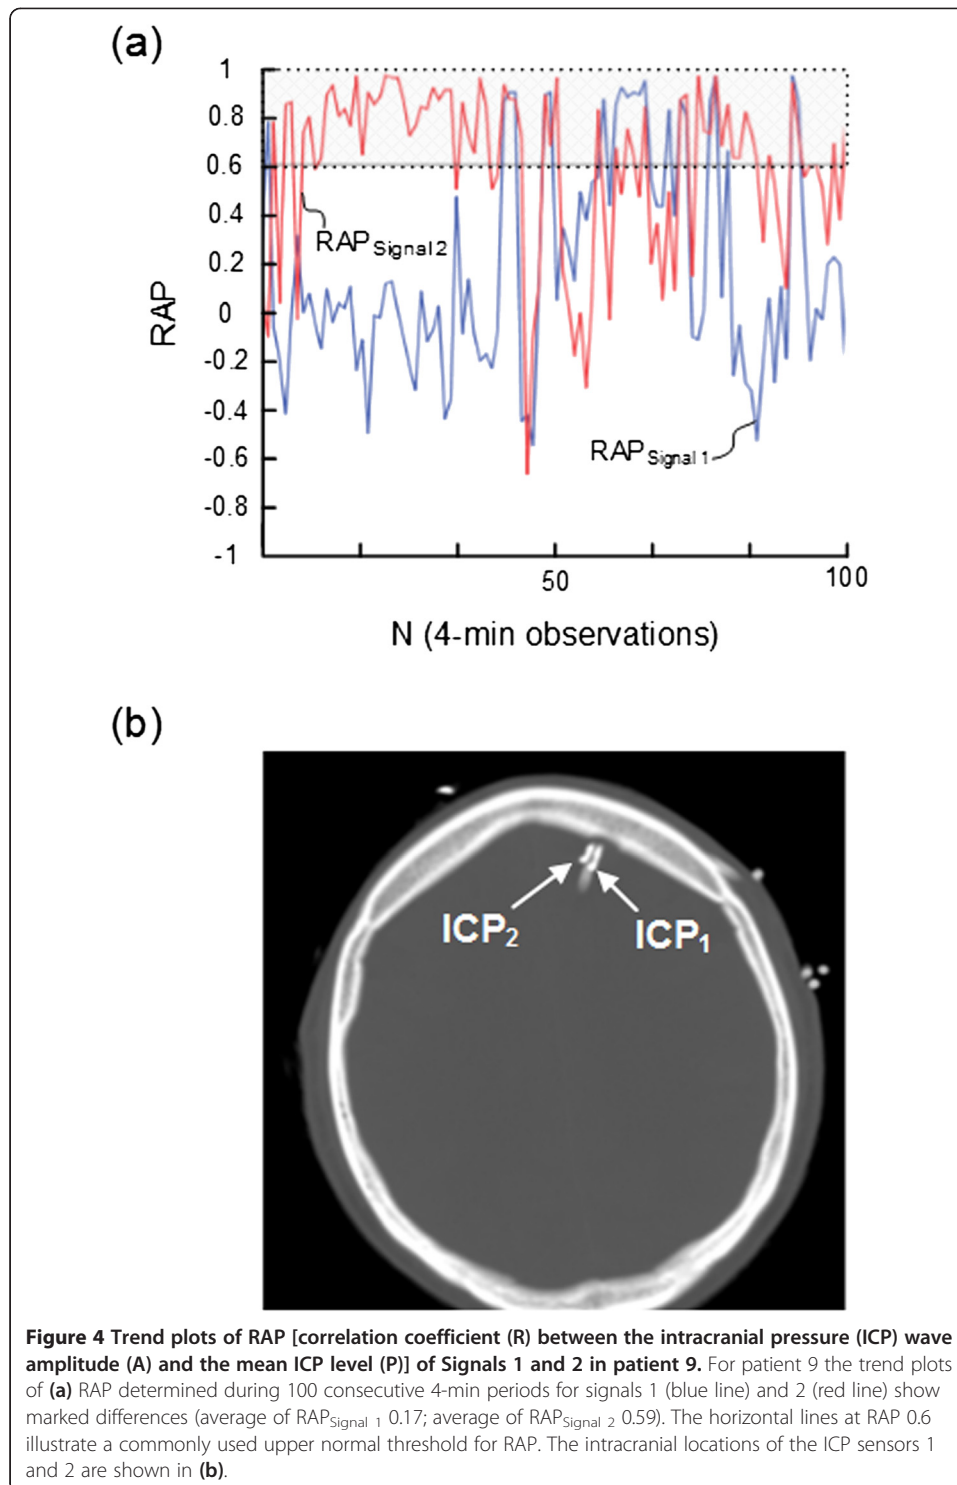 (a)
1
0.8
0.6
0.4
0.2
0
-0.2
-0.4
-0.6
-0.8
-1
RAP
RAP Signal 2
RAP Signal 1
50
100
N (4-min observations)
(b)
ICP2
ICP1
Figure 4 Trend plots of RAP [correlation coefficient (R) between the intracranial pressure (ICP) wave
amplitude (A) and the mean ICP level (P)] of Signals 1 and 2 in patient 9. For patient 9 the trend plots
of (a) RAP determined during 100 consecutive 4-min periods for signals 1 (blue line) and 2 (red line) show
marked differences (average of RAPSignal 1 0.17; average of RAPSignal 2 0.59). The horizontal lines at RAP 0.6
illustrate a commonly used upper normal threshold for RAP. The intracranial locations of the ICP sensors 1
and 2 are shown in (b).